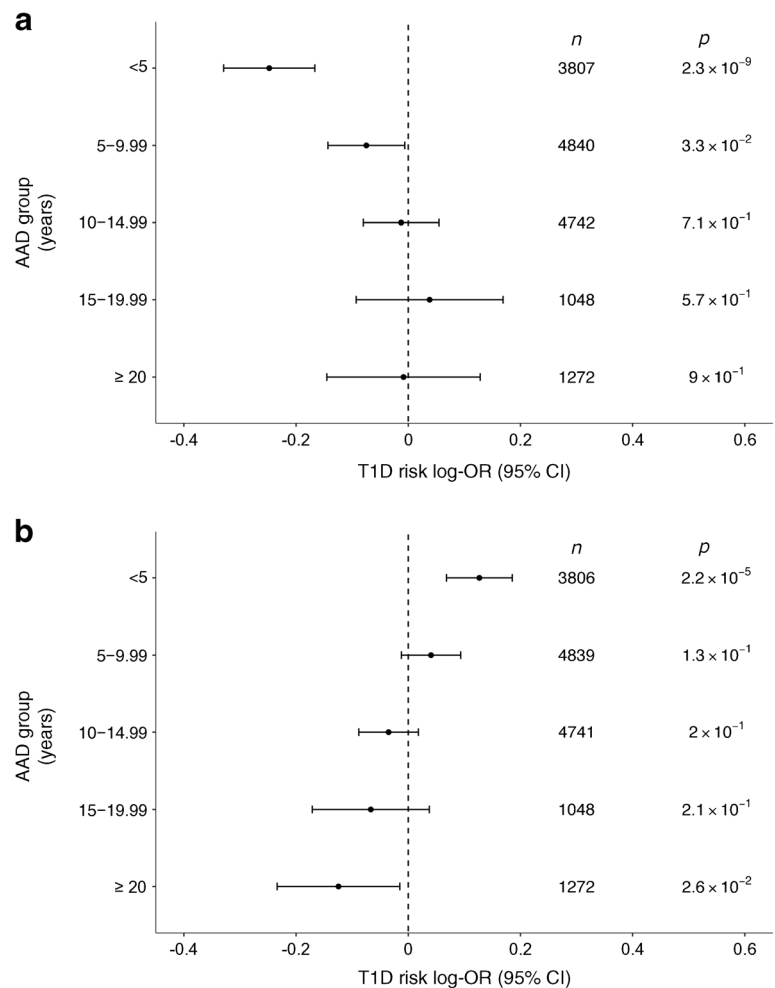 a
n p
<5 3807 2.3 × 10⁻⁹
5−9.99 4840 3.3 × 10⁻²
10−14.99 4742 7.1 × 10⁻¹
15−19.99 1048 5.7 × 10⁻¹
≥ 20 1272 9 × 10⁻¹
AAD group
(years)
-0.4 -0.2 0 0.2 0.4 0.6
T1D risk log-OR (95% CI)
b
n p
<5 3806 2.2 × 10⁻⁵
5−9.99 4839 1.3 × 10⁻¹
10−14.99 4741 2 × 10⁻¹
15−19.99 1048 2.1 × 10⁻¹
≥ 20 1272 2.6 × 10⁻²
AAD group
(years)
-0.4 -0.2 0 0.2 0.4 0.6
T1D risk log-OR (95% CI)